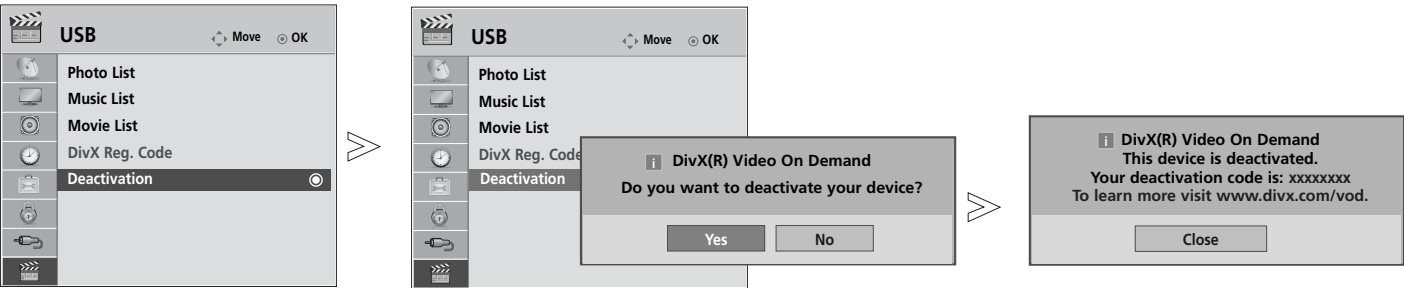 USB Move OK
Photo List
Music List
Movie List
DivX Reg. Code
Deactivation
USB Move OK
Photo List
Music List
Movie List
DivX Reg. Code
Deactivation
i DivX(R) Video On Demand
Do you want to deactivate your device?
Yes No
i DivX(R) Video On Demand
This device is deactivated.
Your deactivation code is: xxxxxxxx
To learn more visit www.divx.com/vod.
Close